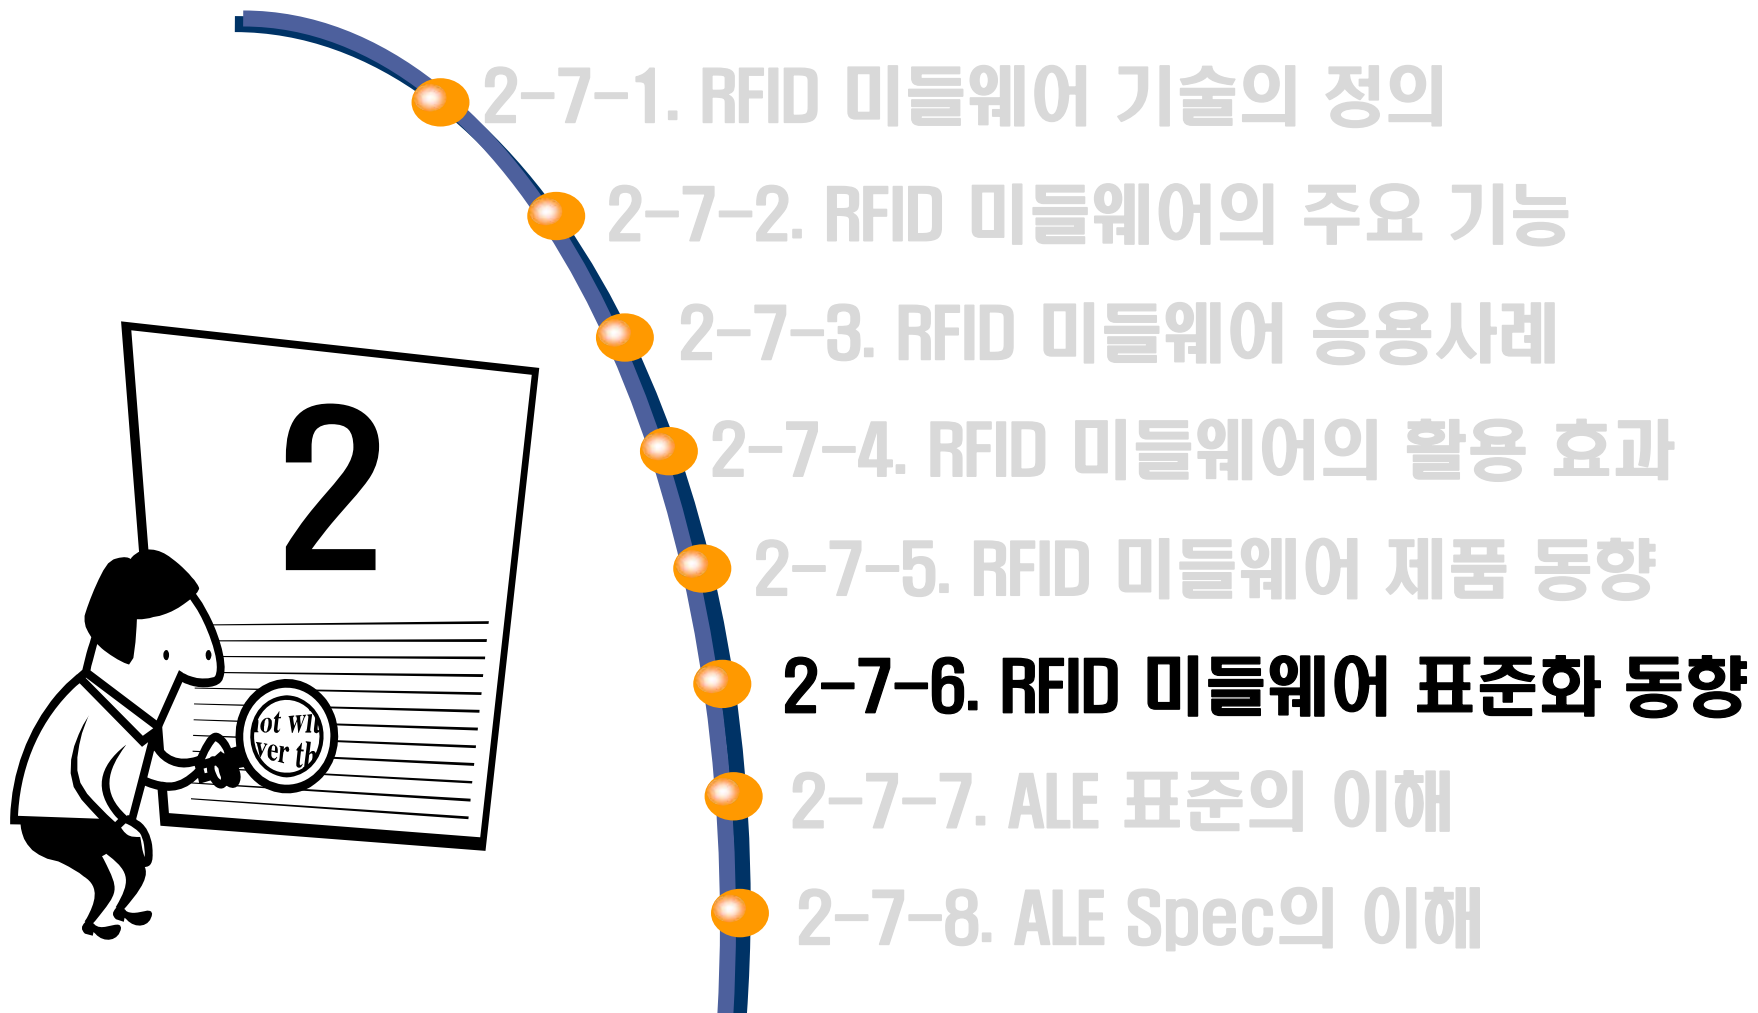 2-7-1. RFID 미들웨어 기술의 정의
2-7-2. RFID 미들웨어의 주요 기능
2-7-3. RFID 미들웨어 응용사례
2-7-4. RFID 미들웨어의 활용 효과
2-7-5. RFID 미들웨어 제품 동향
2-7-6. RFID 미들웨어 표준화 동향
2-7-7. ALE 표준의 이해
2-7-8. ALE Spec의 이해
2